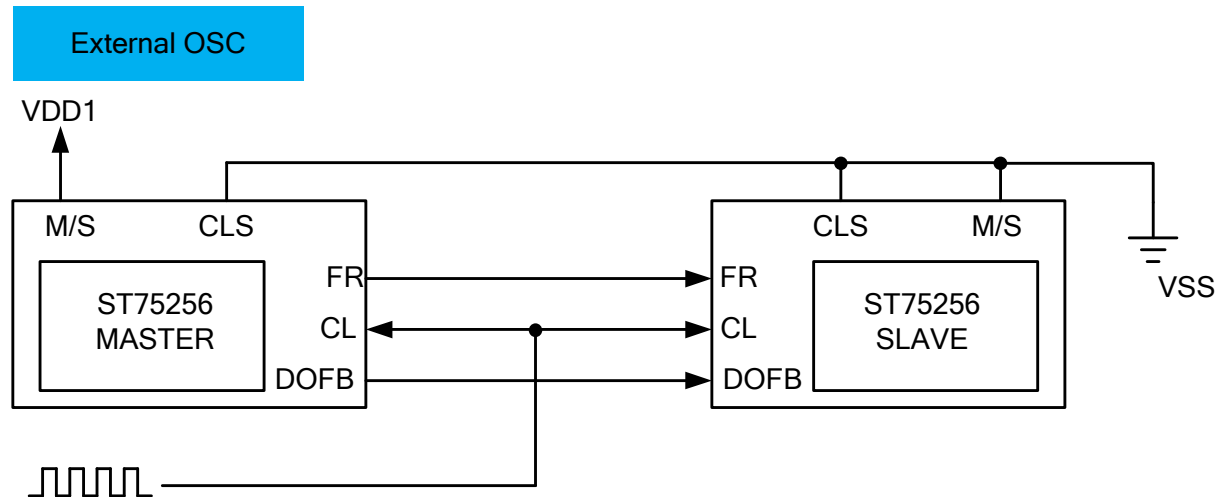 External OSC
VDD1
M/S CLS
CLS M/S
FR
FR
VSS
ST75256
MASTER
CL
CL
ST75256
SLAVE
DOFB
DOFB